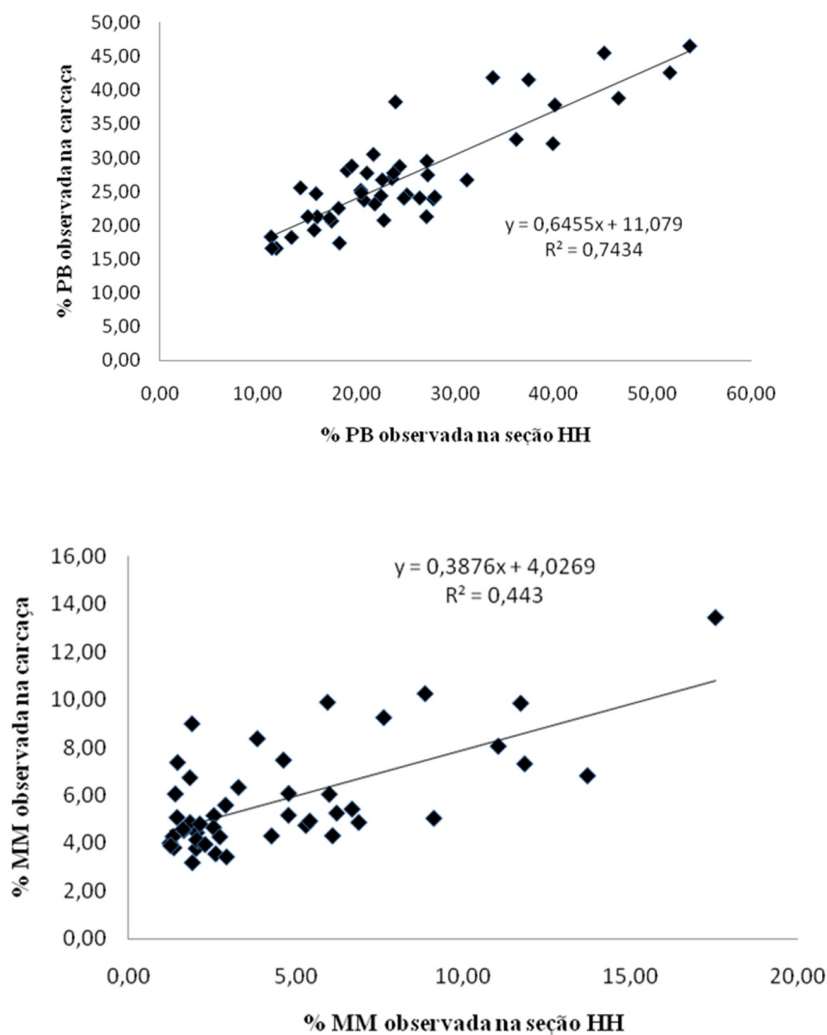 50,00
45,00
40,00
35,00
30,00
25,00
20,00
15,00
10,00
5,00
0,00
% PB observada na carcaça
y = 0,6455x + 11,079
R² = 0,7434
0,00 10,00 20,00 30,00 40,00 50,00 60,00
% PB observada na seção HH
16,00
14,00
12,00
10,00
8,00
6,00
4,00
2,00
0,00
% MM observada na carcaça
y = 0,3876x + 4,0269
R² = 0,443
0,00 5,00 10,00 15,00 20,00
% MM observada na seção HH